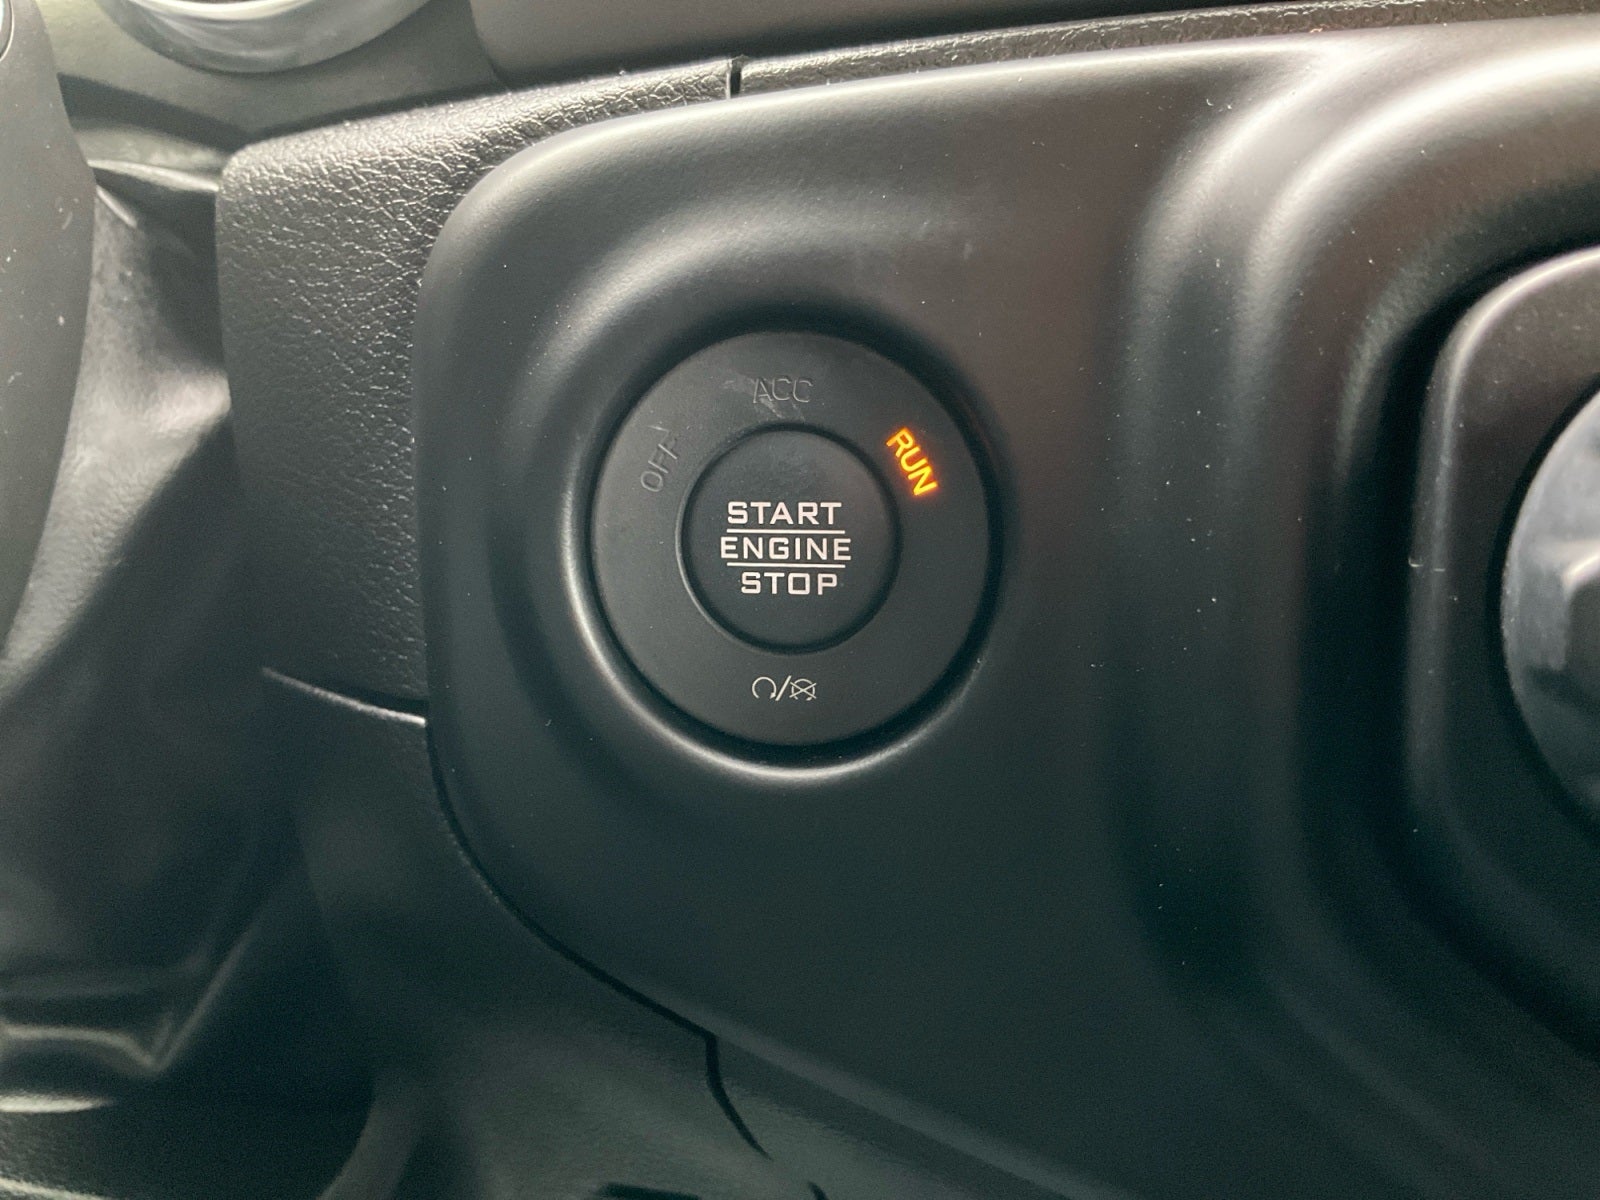 ACC
OFF
RUN
START
ENGINE
STOP